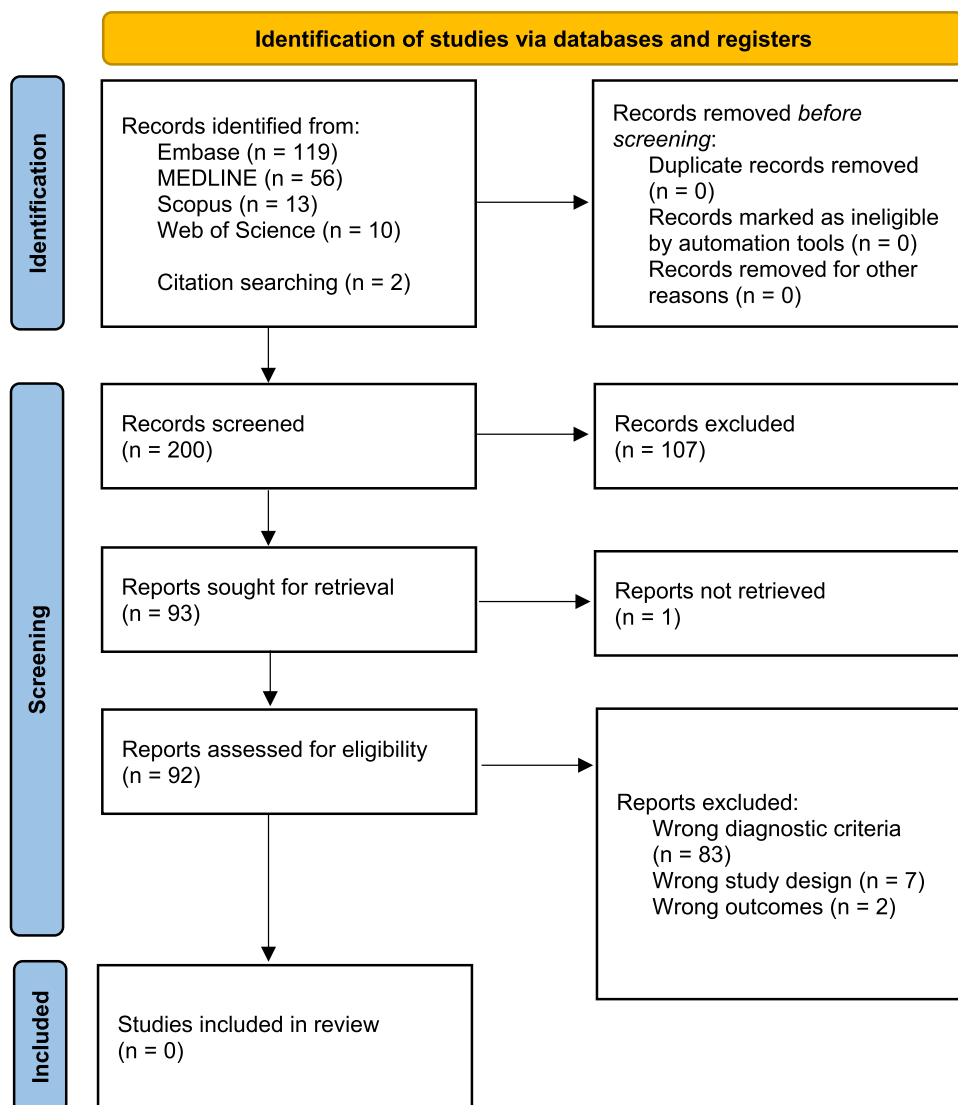 Identification of studies via databases and registers
Identification
Records identified from:
Embase (n = 119)
MEDLINE (n = 56)
Scopus (n = 13)
Web of Science (n = 10)
Citation searching (n = 2)
Records removed before
screening:
Duplicate records removed
(n = 0)
Records marked as ineligible
by automation tools (n = 0)
Records removed for other
reasons (n = 0)
Screening
Records screened
(n = 200)
Records excluded
(n = 107)
Reports sought for retrieval
(n = 93)
Reports not retrieved
(n = 1)
Reports assessed for eligibility
(n = 92)
Reports excluded:
Wrong diagnostic criteria
(n = 83)
Wrong study design (n = 7)
Wrong outcomes (n = 2)
Included
Studies included in review
(n = 0)